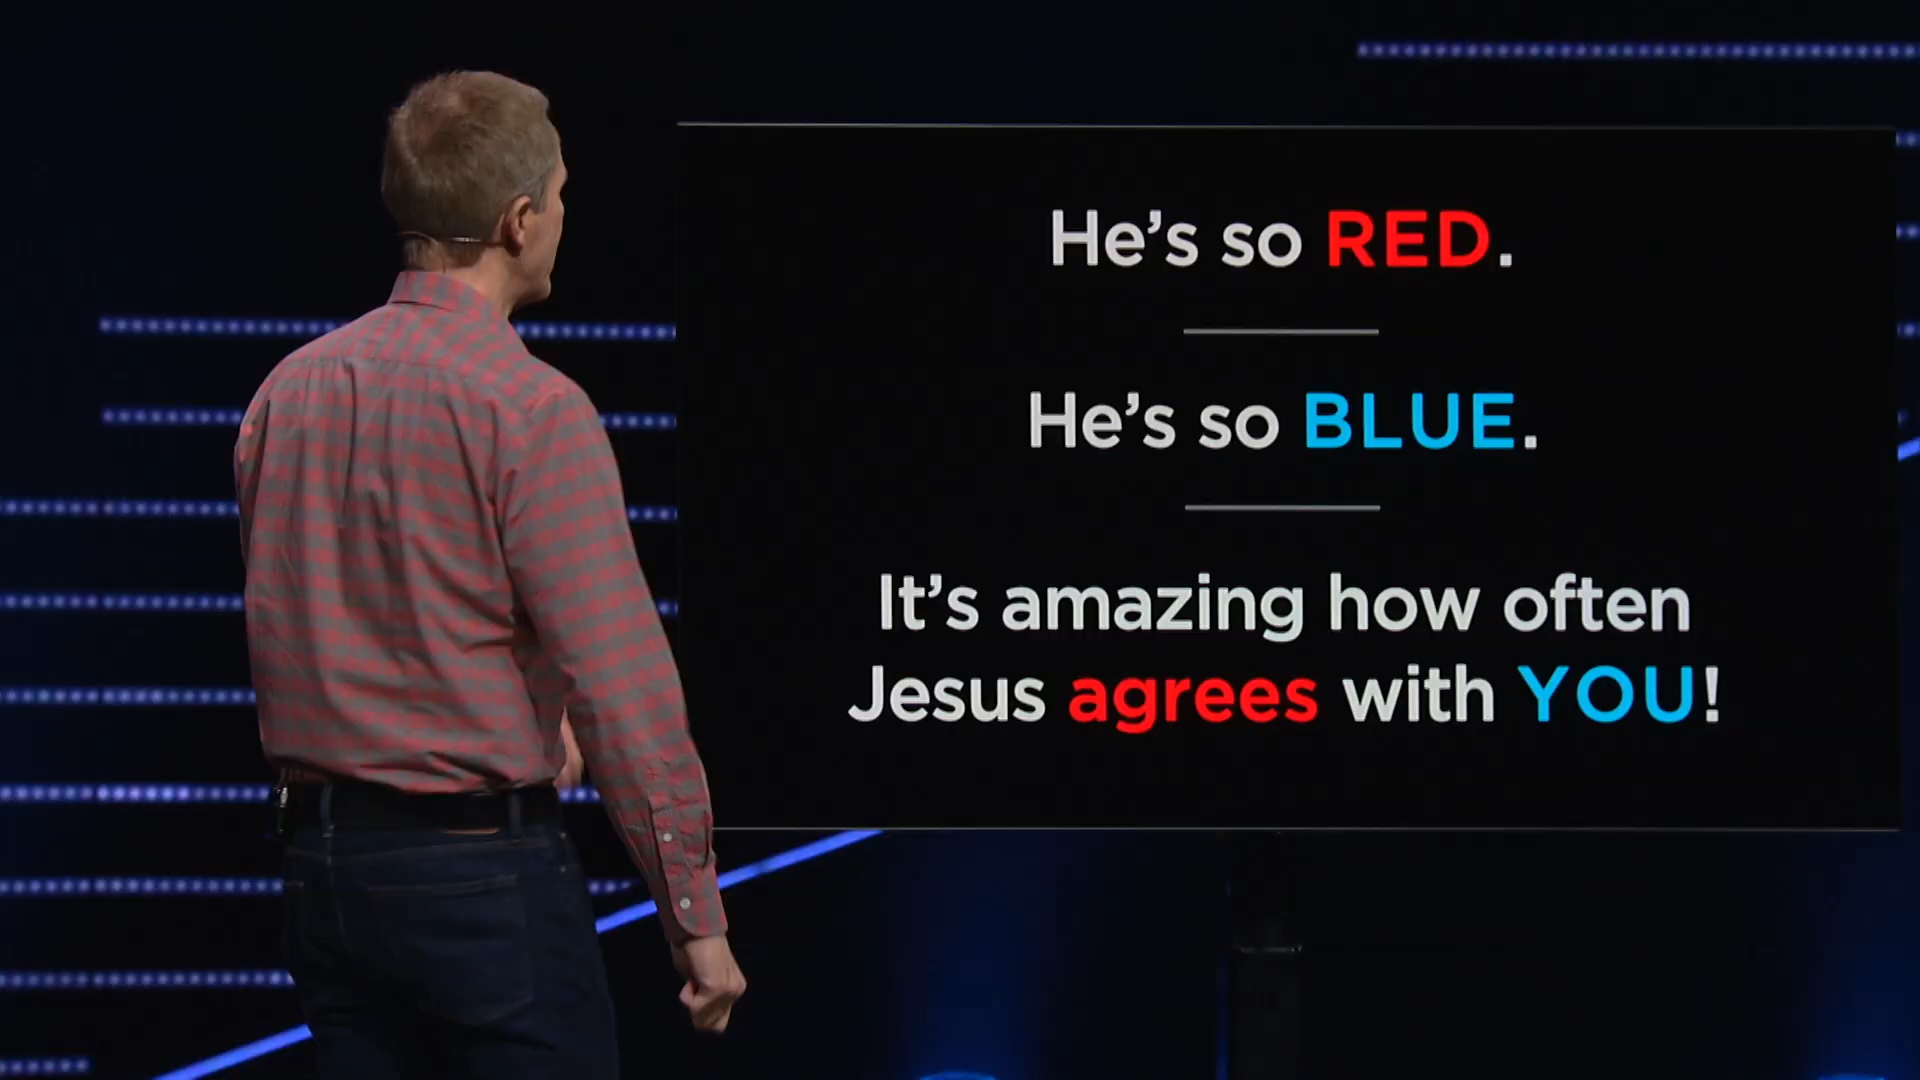 He’s so RED.
He’s so BLUE.
It’s amazing how often
Jesus agrees with YOU!